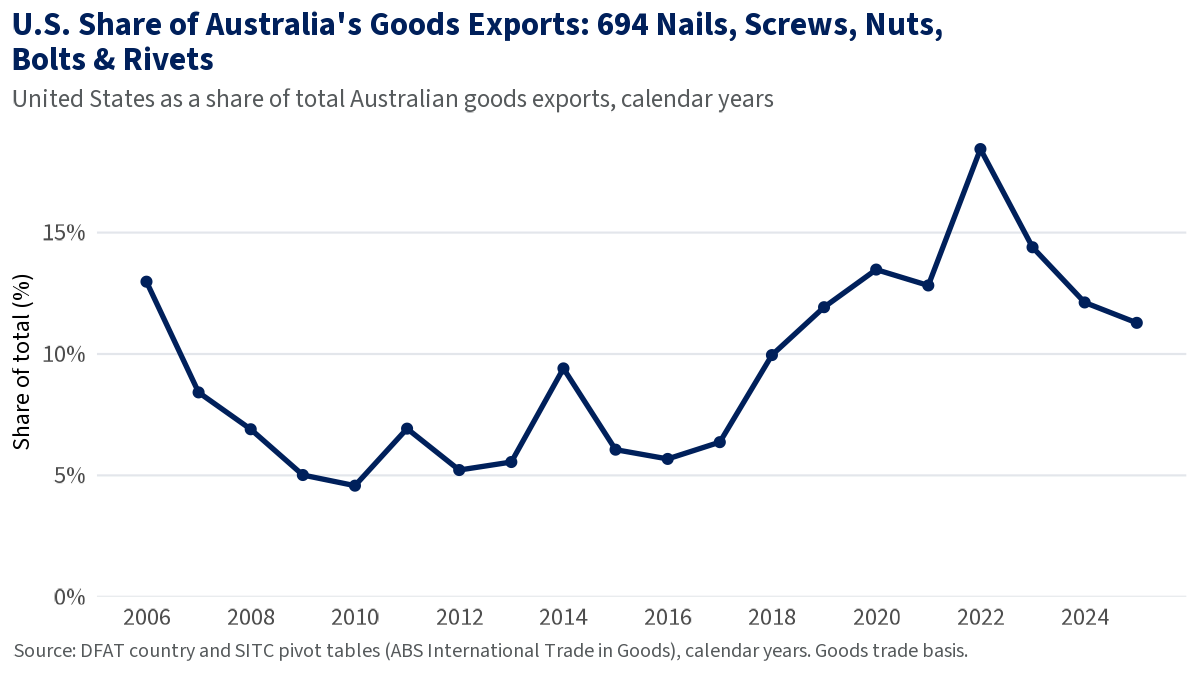 U.S. Share of Australia's Goods Exports: 694 Nails, Screws, Nuts,
Bolts & Rivets
United States as a share of total Australian goods exports, calendar years
Share of total (%)
15%
10%
5%
0%
2006 2008 2010 2012 2014 2016 2018 2020 2022 2024
Source: DFAT country and SITC pivot tables (ABS International Trade in Goods), calendar years. Goods trade basis.